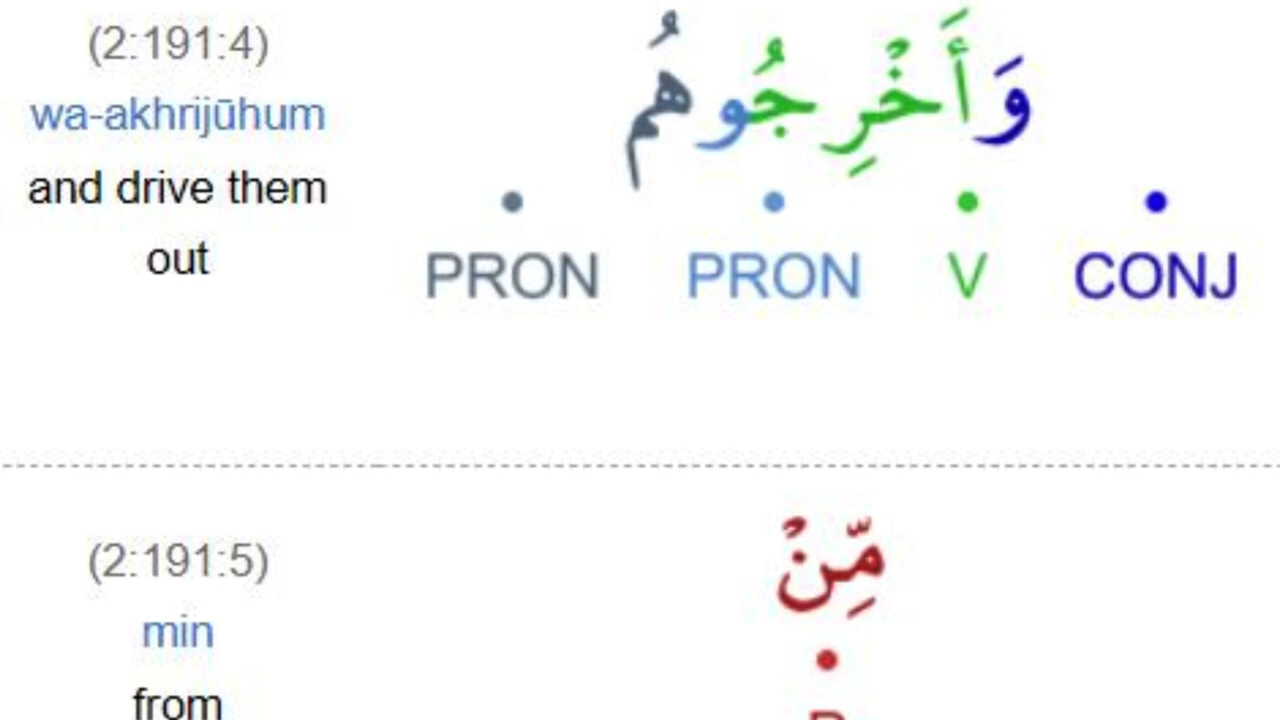 (2:191:4)
wa-akhrijūhum
and drive them
out
وَأَخْرِجُوهُم
PRON PRON V CONJ
(2:191:5)
min
from
مِّنْ
P